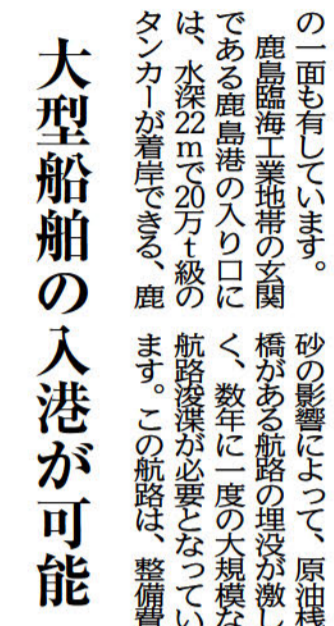 の一面も有しています。
鹿島臨海工業地帯の玄関
である鹿島港の入り口に
は、水深22mで20万t級の
タンカーが着岸できる、鹿
大型船舶の入港が可能
砂の影響によって、原油桟
橋がある航路の埋没が激し
く、数年に一度の大規模な
航路浚渫が必要となってい
ます。この航路は、整備費